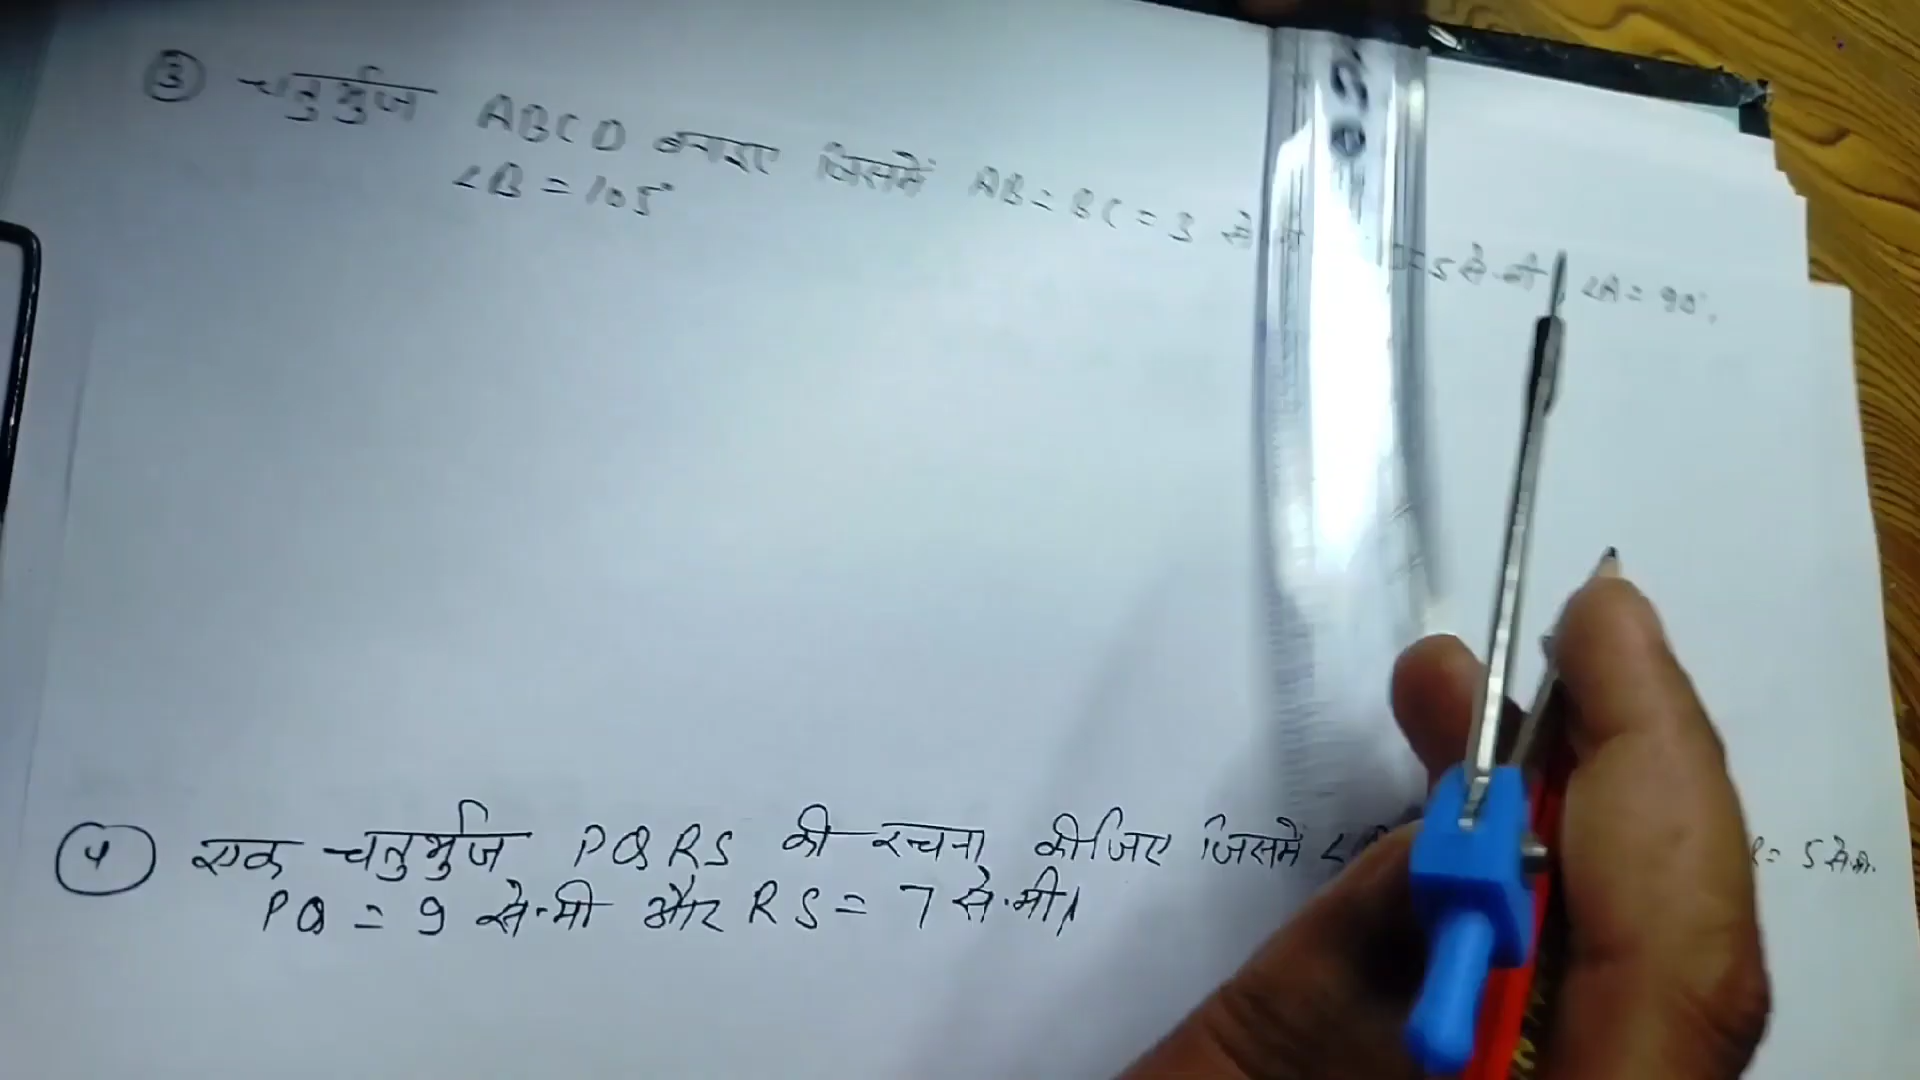 ③ चतुर्भुज ABCD बनाइए जिसमें AB = BC = 3 से = 5 से.मी, ∠A = 90°,
∠B = 105°
④ एक चतुर्भुज PQRS की रचना कीजिए जिसमें ∠ = 5 से.मी.
PQ = 9 से.मी और RS = 7 से.मी।